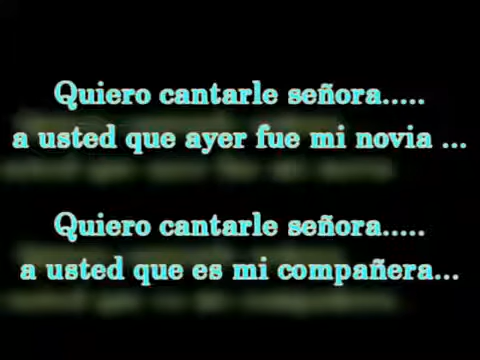 Quiero cantarle señora.....
a usted que ayer fue mi novia ...
Quiero cantarle señora.....
a usted que es mi compañera...